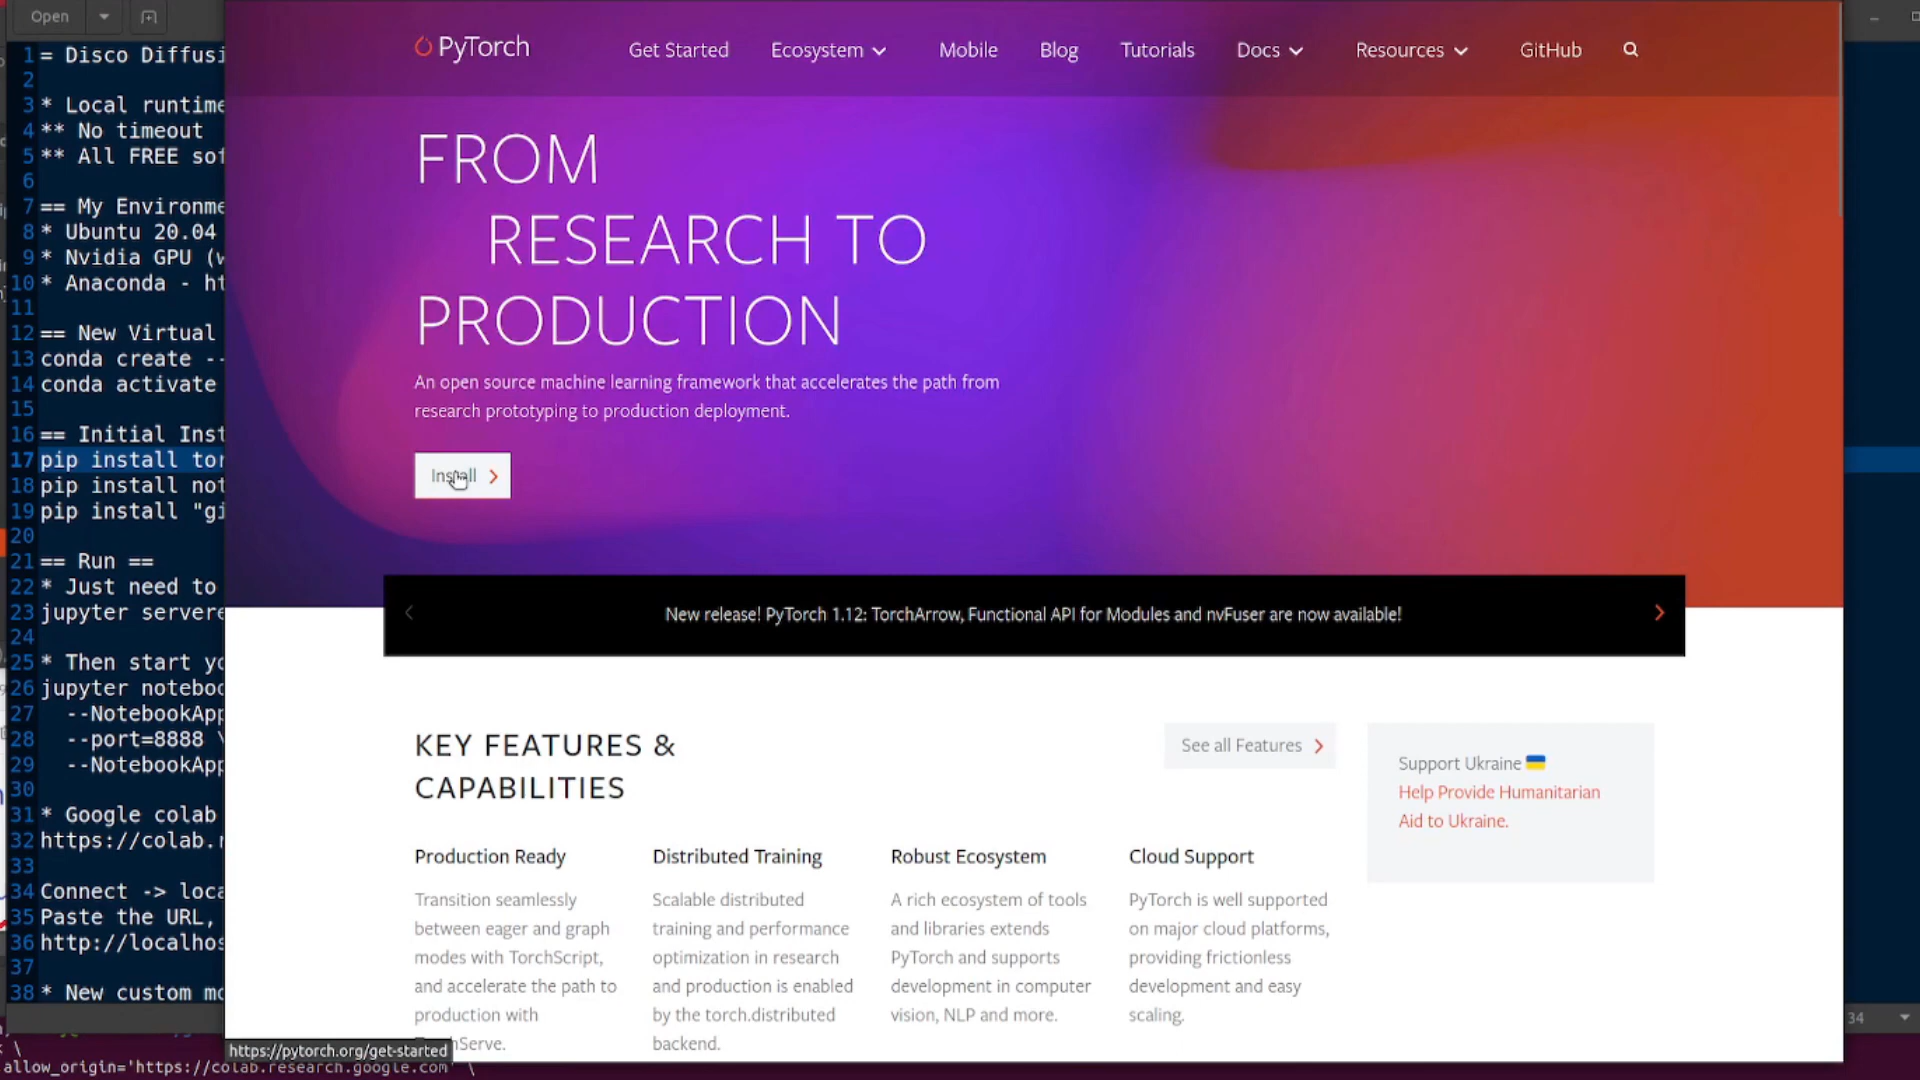 Open
PyTorch
Get Started
Ecosystem
Mobile
Blog
Tutorials
Docs
Resources
GitHub
1 = Disco Diffusi
2
3 * Local runtime
4 ** No timeout
5 ** All FREE sof
6
7 == My Environme
8 * Ubuntu 20.04
9 * Nvidia GPU (w
10 * Anaconda - ht
11
12 == New Virtual
13 conda create --
14 conda activate
15
16 == Initial Inst
17 pip install tor
18 pip install not
19 pip install "gi
20
21 == Run ==
22 * Just need to
23 jupyter servere
24
25 * Then start yo
26 jupyter noteboo
27 --NotebookApp
28 --port=8888 \
29 --NotebookApp
30
31 * Google colab
32 https://colab.r
33
34 Connect -> loca
35 Paste the URL,
36 http://localhos
37
38 * New custom mo
FROM
RESEARCH TO
PRODUCTION
An open source machine learning framework that accelerates the path from
research prototyping to production deployment.
Install
New release! PyTorch 1.12: TorchArrow, Functional API for Modules and nvFuser are now available!
KEY FEATURES &
CAPABILITIES
See all Features
Support Ukraine
Help Provide Humanitarian
Aid to Ukraine.
Production Ready
Transition seamlessly
between eager and graph
modes with TorchScript,
and accelerate the path to
production with
hServe.
Distributed Training
Scalable distributed
training and performance
optimization in research
and production is enabled
by the torch.distributed
backend.
Robust Ecosystem
A rich ecosystem of tools
and libraries extends
PyTorch and supports
development in computer
vision, NLP and more.
Cloud Support
PyTorch is well supported
on major cloud platforms,
providing frictionless
development and easy
scaling.
https://pytorch.org/get-started
34
allow_origin='https://colab.research.google.com' \